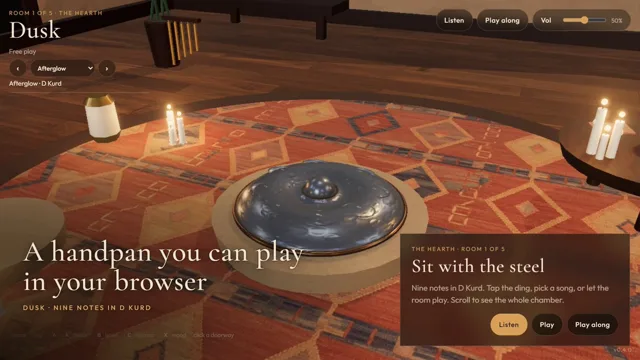 ROOM 1 OF 5 · THE HEARTH
Dusk
Free play
‹ Afterglow ›
Afterglow · D Kurd
Listen
Play along
Vol
50%
A handpan you can play
in your browser
DUSK · NINE NOTES IN D KURD
click a doorway
THE HEARTH · ROOM 1 OF 5
Sit with the steel
Nine notes in D Kurd. Tap the ding, pick a song, or let the
room play. Scroll to see the whole chamber.
Listen
Play
Play along